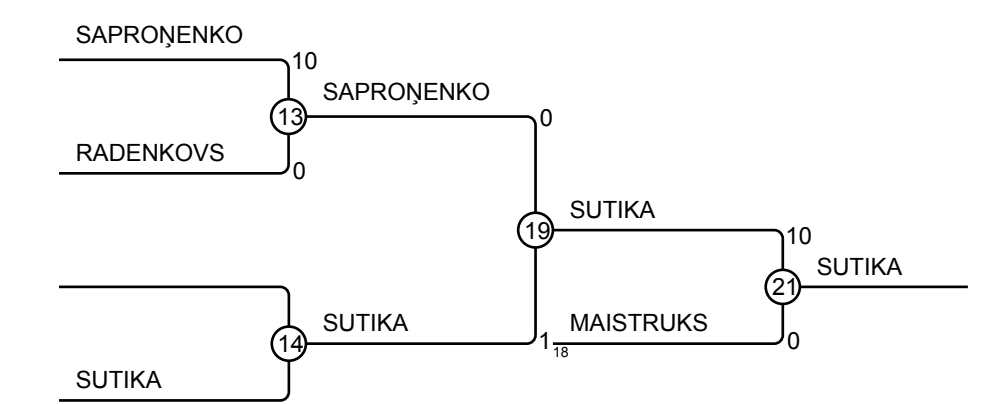 SAPROŅENKO
10
13
SAPROŅENKO
0
RADENKOVS
0
19
SUTIKA
10
21
SUTIKA
14
SUTIKA
1
18
MAISTRUKS
0
SUTIKA